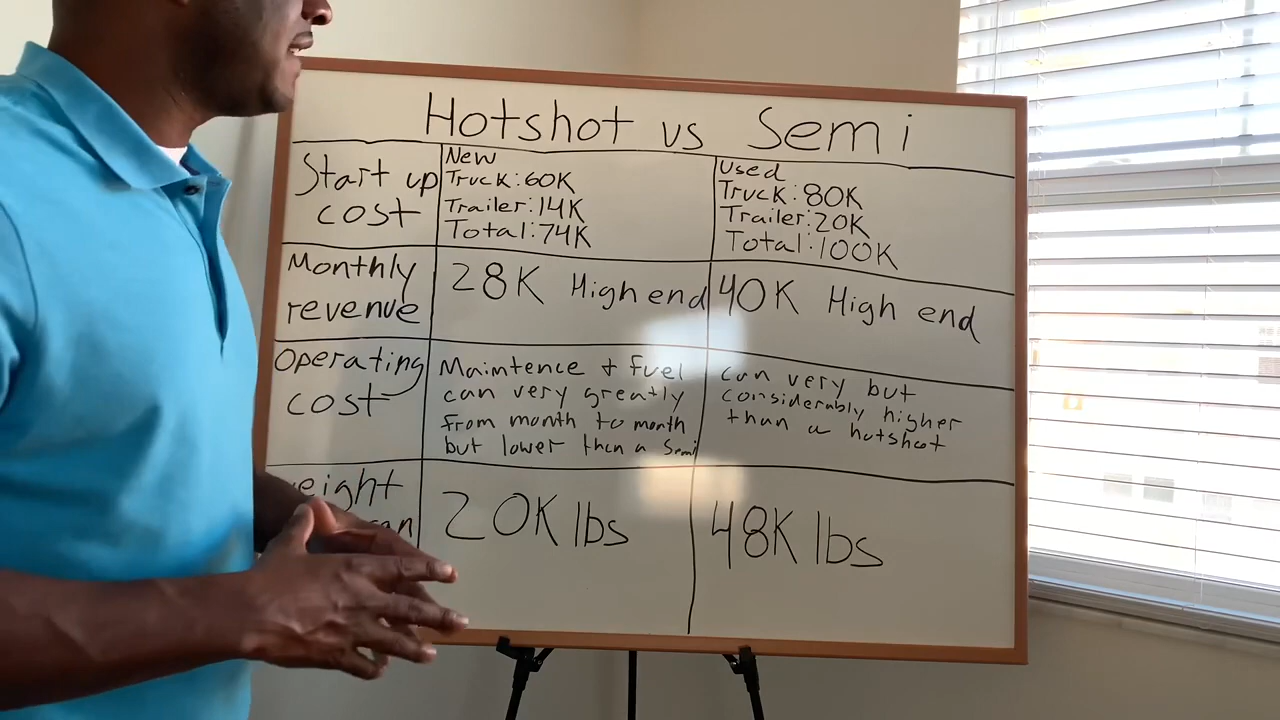 Hotshot vs Semi
Start up
cost
New
Truck: 60K
Trailer: 14K
Total: 74K
Used
Truck: 80K
Trailer: 20K
Total: 100K
Monthly
revenue
28K High end
40K High end
Operating
cost
Maintence + fuel
can very greatly
from month to month
but lower then a Semi
can very but
considerably higher
than a hotshot
eight
an
20K lbs
48K lbs